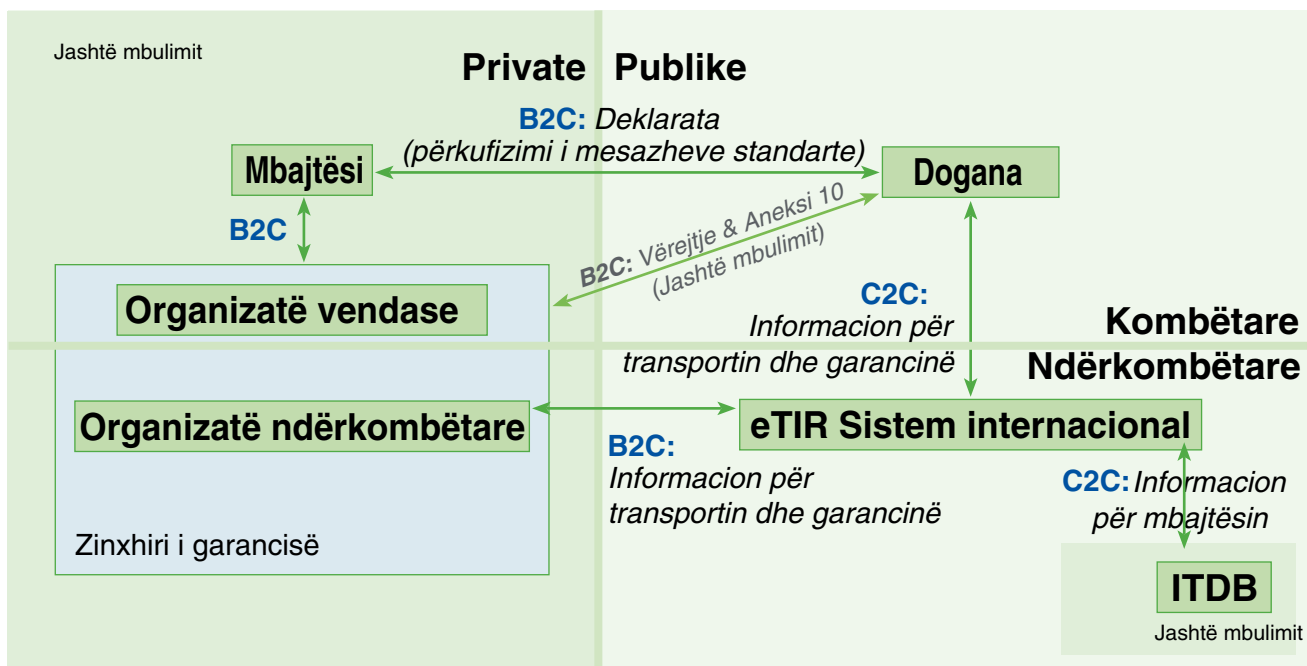 Jashtë mbulimit
Private Publike
B2C: Deklarata
(përkufizimi i mesazheve standarte)
Mbajtësi
Dogana
B2C
B2C: Vërejtje & Aneksi 10
(Jashtë mbulimit)
Organizatë vendase
C2C:
Informacion për
transportin dhe garancinë
Kombëtare
Ndërkombëtare
Organizatë ndërkombëtare
eTIR Sistem internacional
B2C:
Informacion për
transportin dhe garancinë
C2C: Informacion
për mbajtësin
Zinxhiri i garancisë
ITDB
Jashtë mbulimit